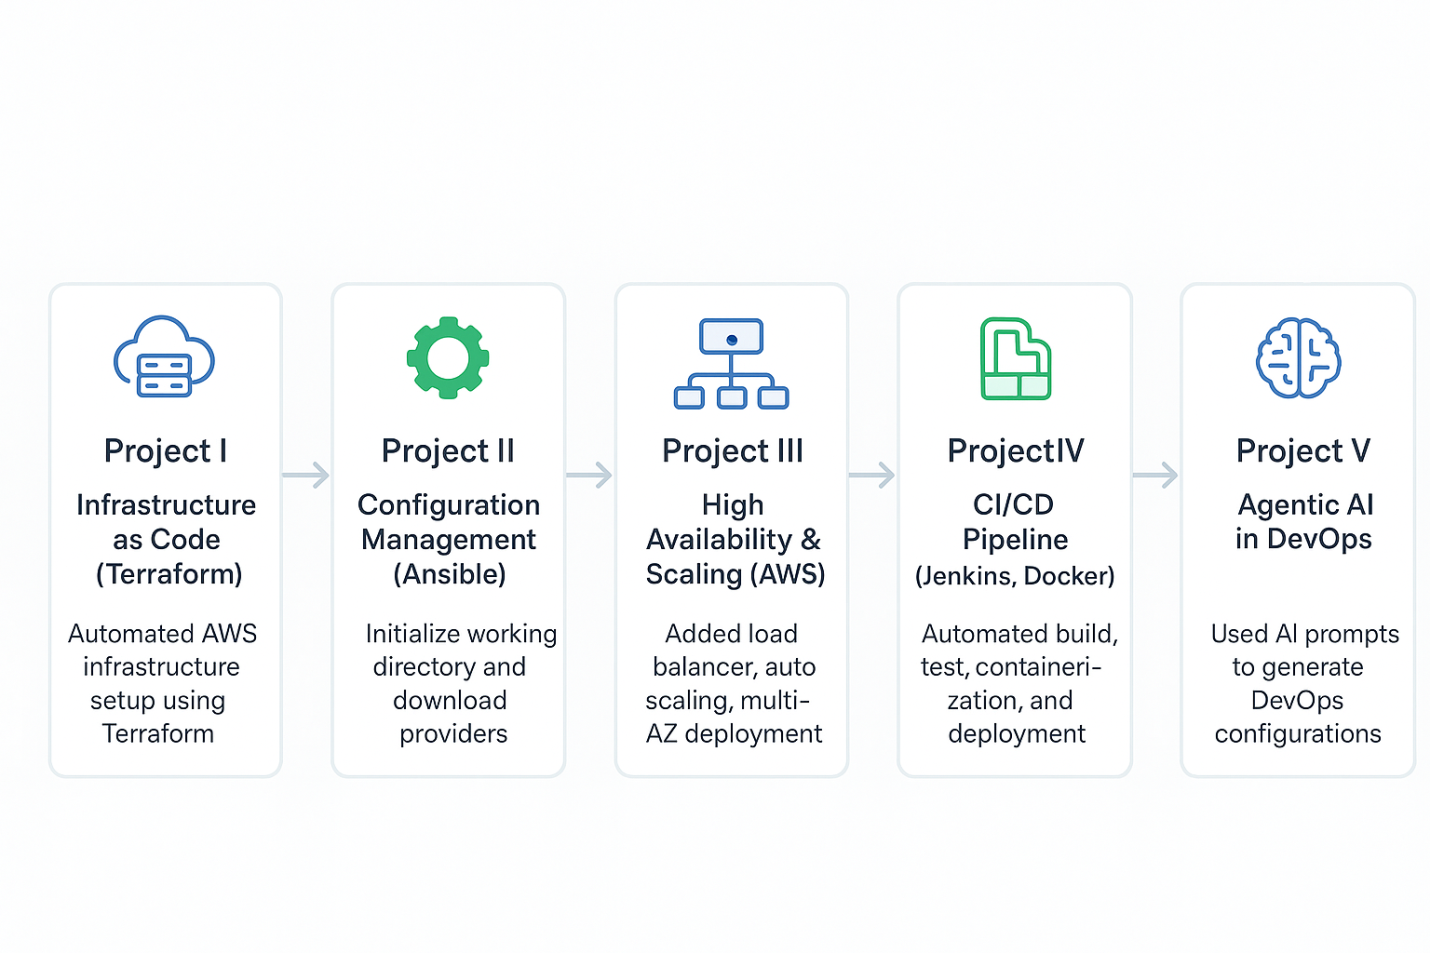 Project I
Infrastructure
as Code
(Terraform)
Automated AWS
infrastructure
setup using
Terraform
Project II
Configuration
Management
(Ansible)
Initialize working
directory and
download
providers
Project III
High
Availability &
Scaling (AWS)
Added load
balancer, auto
scaling, multi-
AZ deployment
ProjectIV
CI/CD
Pipeline
(Jenkins, Docker)
Automated build,
test, containeri-
zation, and
deployment
Project V
Agentic AI
in DevOps
Used AI prompts
to generate
DevOps
configurations